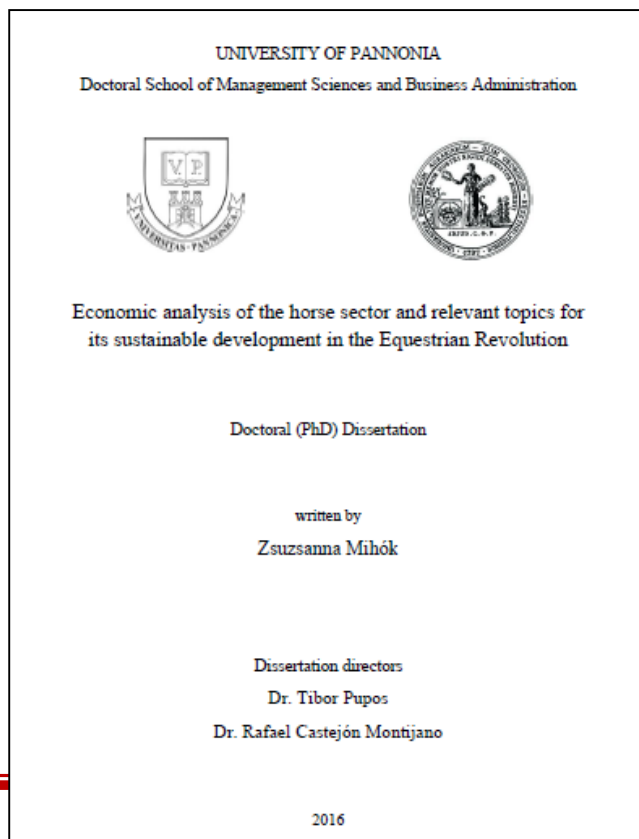 UNIVERSITY OF PANNONIA
Doctoral School of Management Sciences and Business Administration
V. P.
UNIVERSITAS · PANNONICA
Economic analysis of the horse sector and relevant topics for
its sustainable development in the Equestrian Revolution
Doctoral (PhD) Dissertation
written by
Zsuzsanna Mihók
Dissertation directors
Dr. Tibor Pupos
Dr. Rafael Castejón Montijano
2016